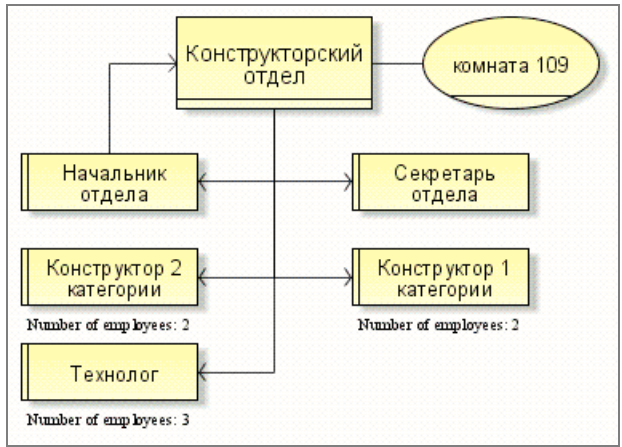 Конструкторский
отдел
комната 109
Начальник
отдела
Секретарь
отдела
Конструктор 2
категории
Конструктор 1
категории
Number of employees: 2
Number of employees: 2
Технолог
Number of employees: 3